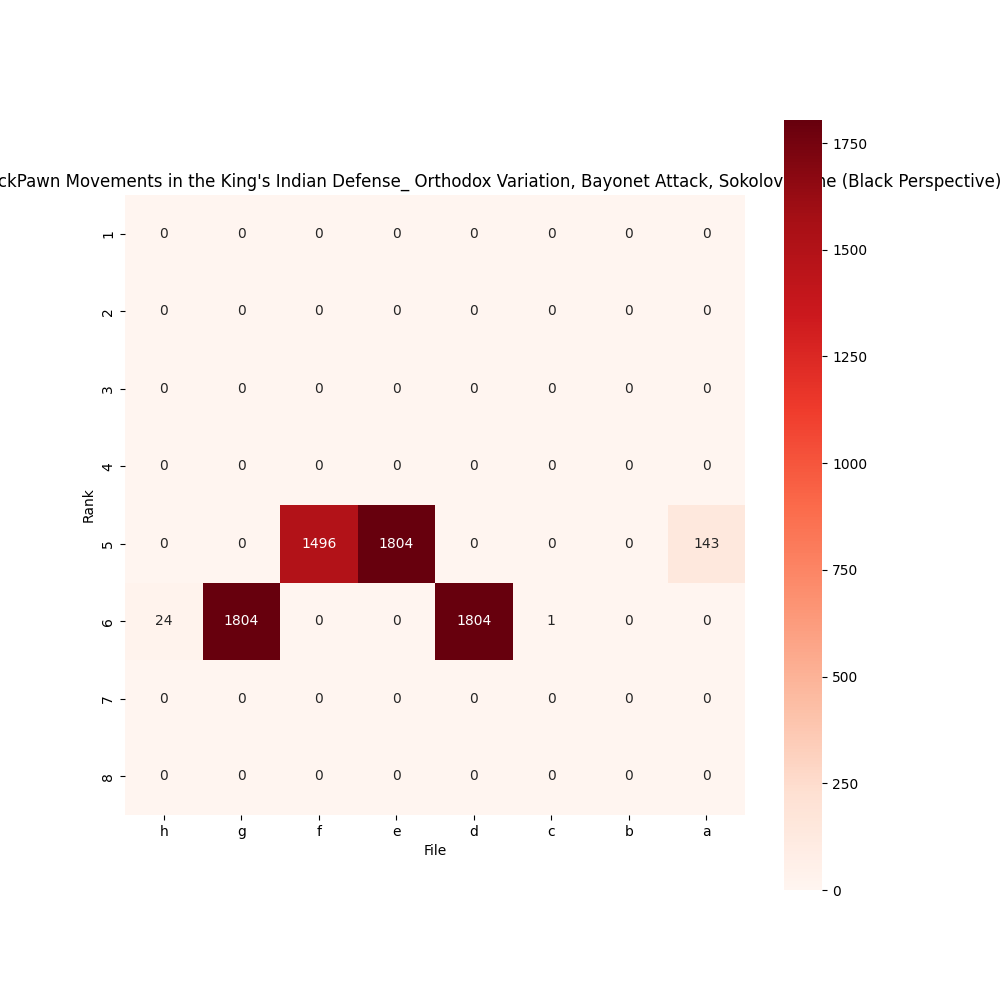 ckPawn Movements in the King's Indian Defense_ Orthodox Variation, Bayonet Attack, Sokolov ne (Black Perspective)
1750
1 0 0 0 0 0 0 0 0
1500
2 0 0 0 0 0 0 0 0
1250
3 0 0 0 0 0 0 0 0
4 0 0 0 0 0 0 0 0
1000
Rank
5 0 0 1496 1804 0 0 0 143
750
6 24 1804 0 0 1804 1 0 0
500
7 0 0 0 0 0 0 0 0
250
8 0 0 0 0 0 0 0 0
0
h g f e d c b a
File